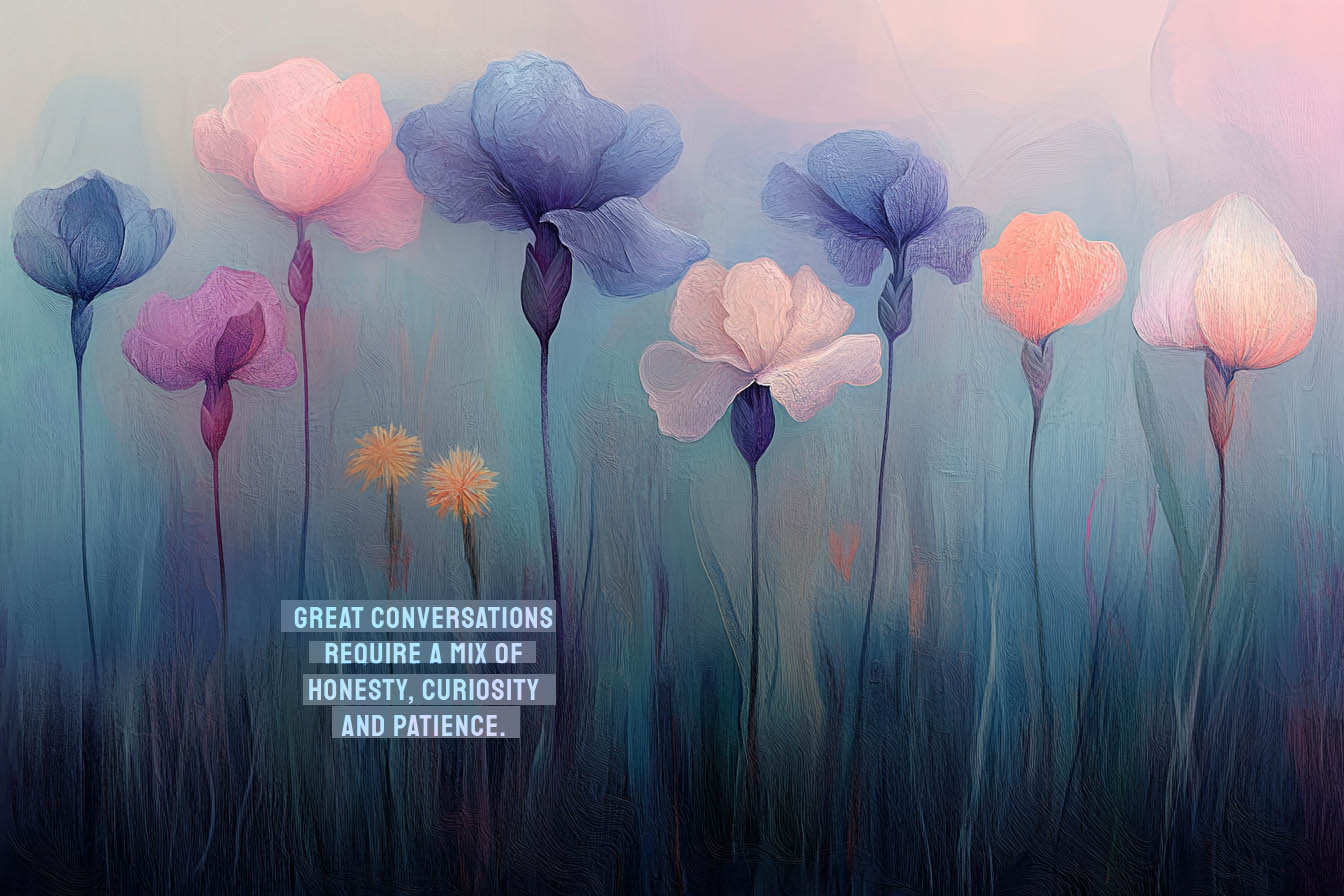 GREAT CONVERSATIONS
REQUIRE A MIX OF
HONESTY, CURIOSITY
AND PATIENCE.